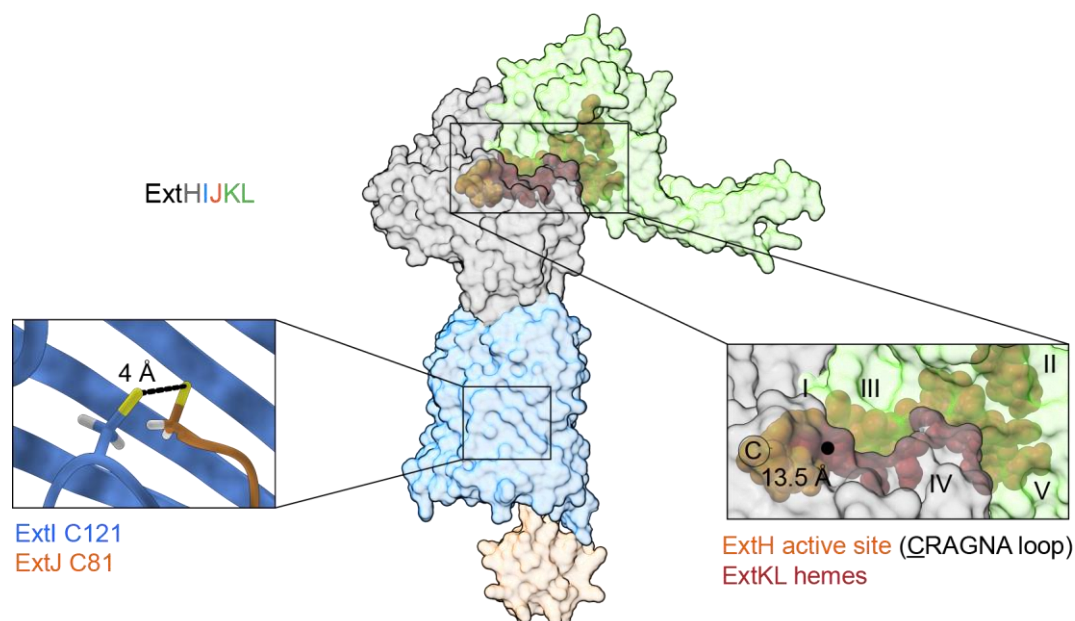 ExtHIJKL
4 Å
ExtI C121
ExtJ C81
I
III
II
C
13.5 Å
IV
V
ExtH active site (CRAGNA loop)
ExtKL hemes